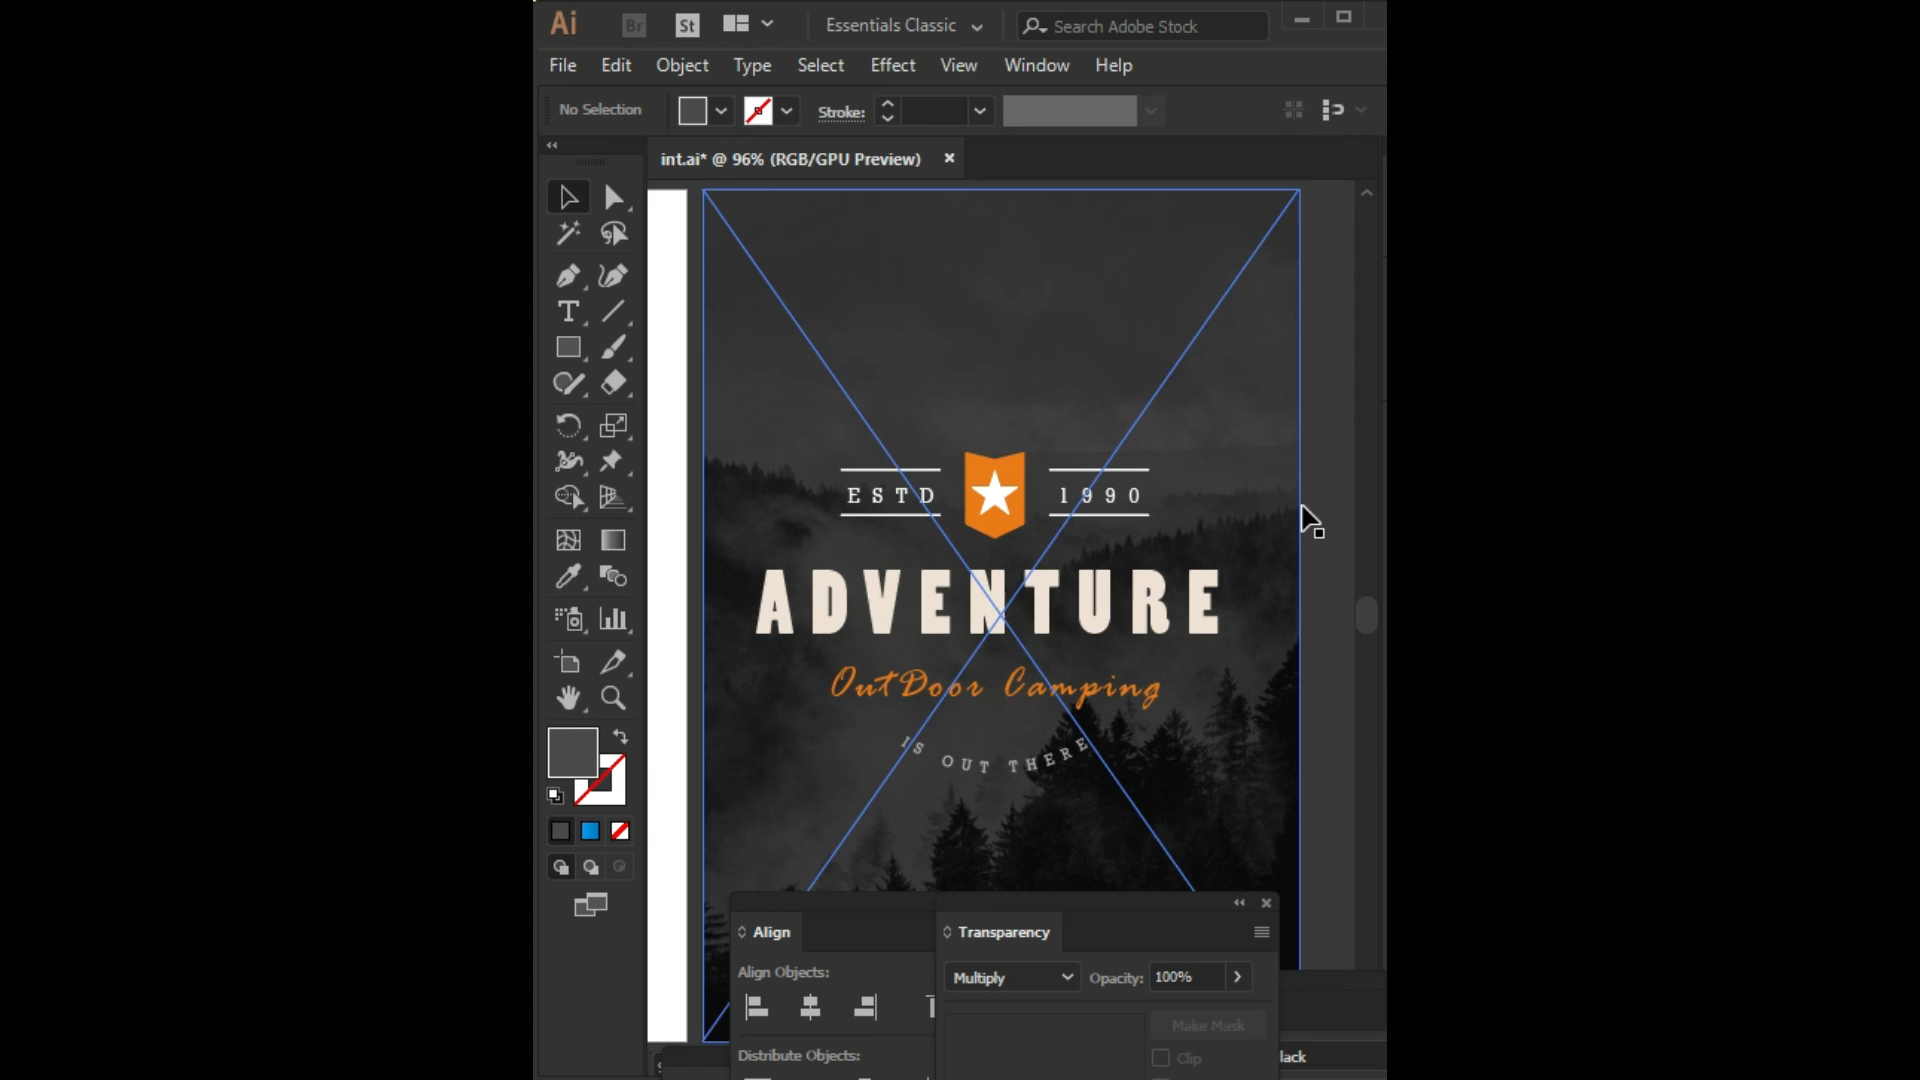 Ai Br St Essentials Classic Search Adobe Stock
File Edit Object Type Select Effect View Window Help
No Selection Stroke:
int.ai* @ 96% (RGB/GPU Preview)
ESTD 1990
ADVENTURE
OutDoor Camping
IS OUT THERE
Align Transparency
Align Objects: Multiply Opacity: 100%
Make Mask
Distribute Objects: Clip